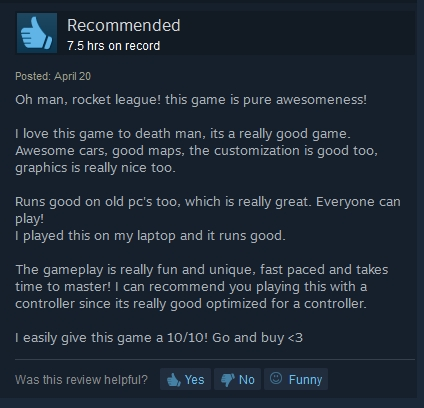 Recommended
7.5 hrs on record
Posted: April 20
Oh man, rocket league! this game is pure awesomeness!
I love this game to death man, its a really good game.
Awesome cars, good maps, the customization is good too,
graphics is really nice too.
Runs good on old pc's too, which is really great. Everyone can
play!
I played this on my laptop and it runs good.
The gameplay is really fun and unique, fast paced and takes
time to master! I can recommend you playing this with a
controller since its really good optimized for a controller.
I easily give this game a 10/10! Go and buy <3
Was this review helpful? Yes No Funny